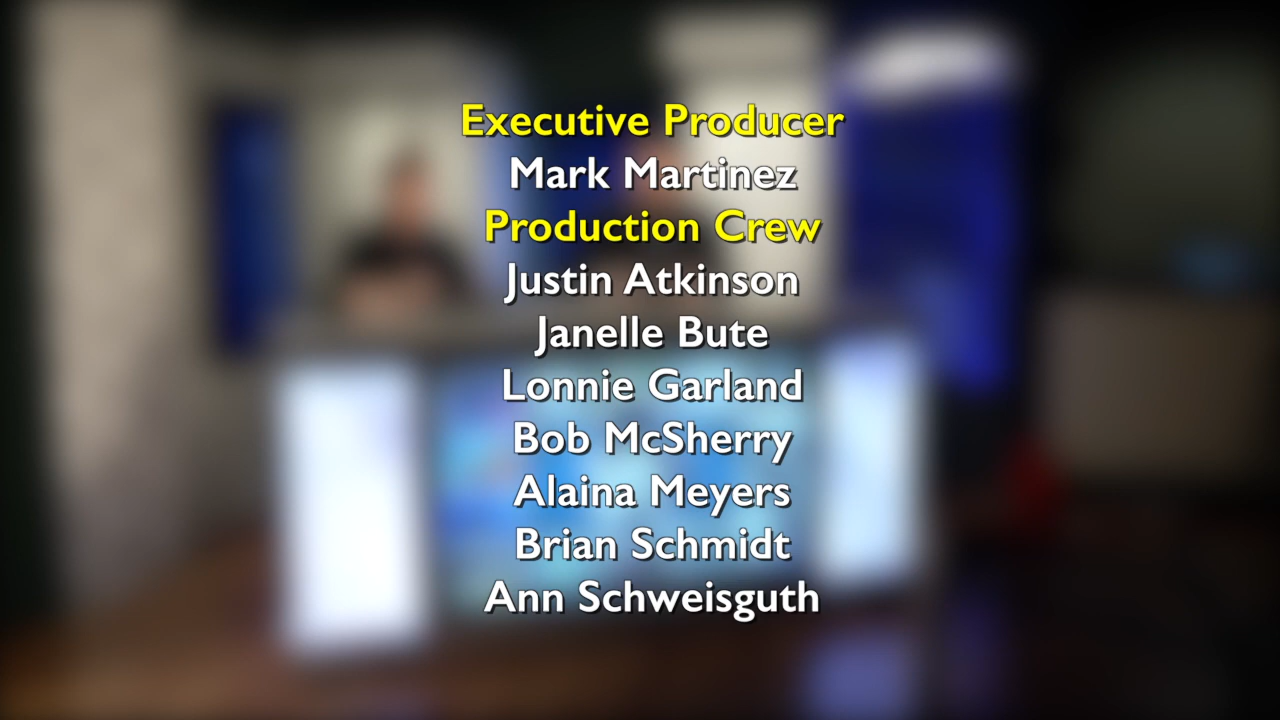 Executive Producer
Mark Martinez
Production Crew
Justin Atkinson
Janelle Bute
Lonnie Garland
Bob McSherry
Alaina Meyers
Brian Schmidt
Ann Schweisguth